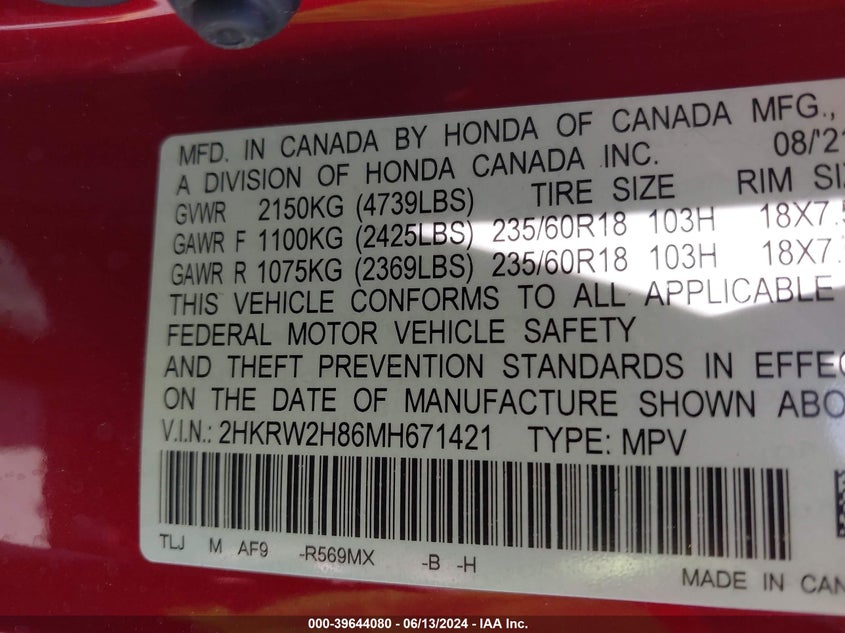 MFD. IN CANADA BY HONDA OF CANADA MFG.,
A DIVISION OF HONDA CANADA INC. 08/'21
GVWR 2150KG (4739LBS) TIRE SIZE RIM
GAWR F 1100KG (2425LBS) 235/60R18 103H
GAWR R 1075KG (2369LBS) 235/60R18 103H
THIS VEHICLE CONFORMS TO ALL APPLICABLE
FEDERAL MOTOR VEHICLE SAFETY
AND THEFT PREVENTION STANDARDS IN
ON THE DATE OF MANUFACTURE SHOWN
V.I.N.: 2HKRW2H86MH671421 TYPE: MPV
TLJ M AF9 -R569MX -B -H
MADE IN
000-39644080 - 06/13/2024 - IAA Inc.